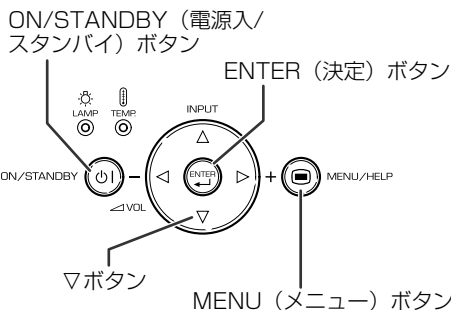 ON/STANDBY（電源入/
スタンバイ）ボタン
ENTER（決定）ボタン
LAMP
TEMP.
INPUT
ON/STANDBY
ENTER
MENU/HELP
VOL
▽ボタン
MENU（メニュー）ボタン